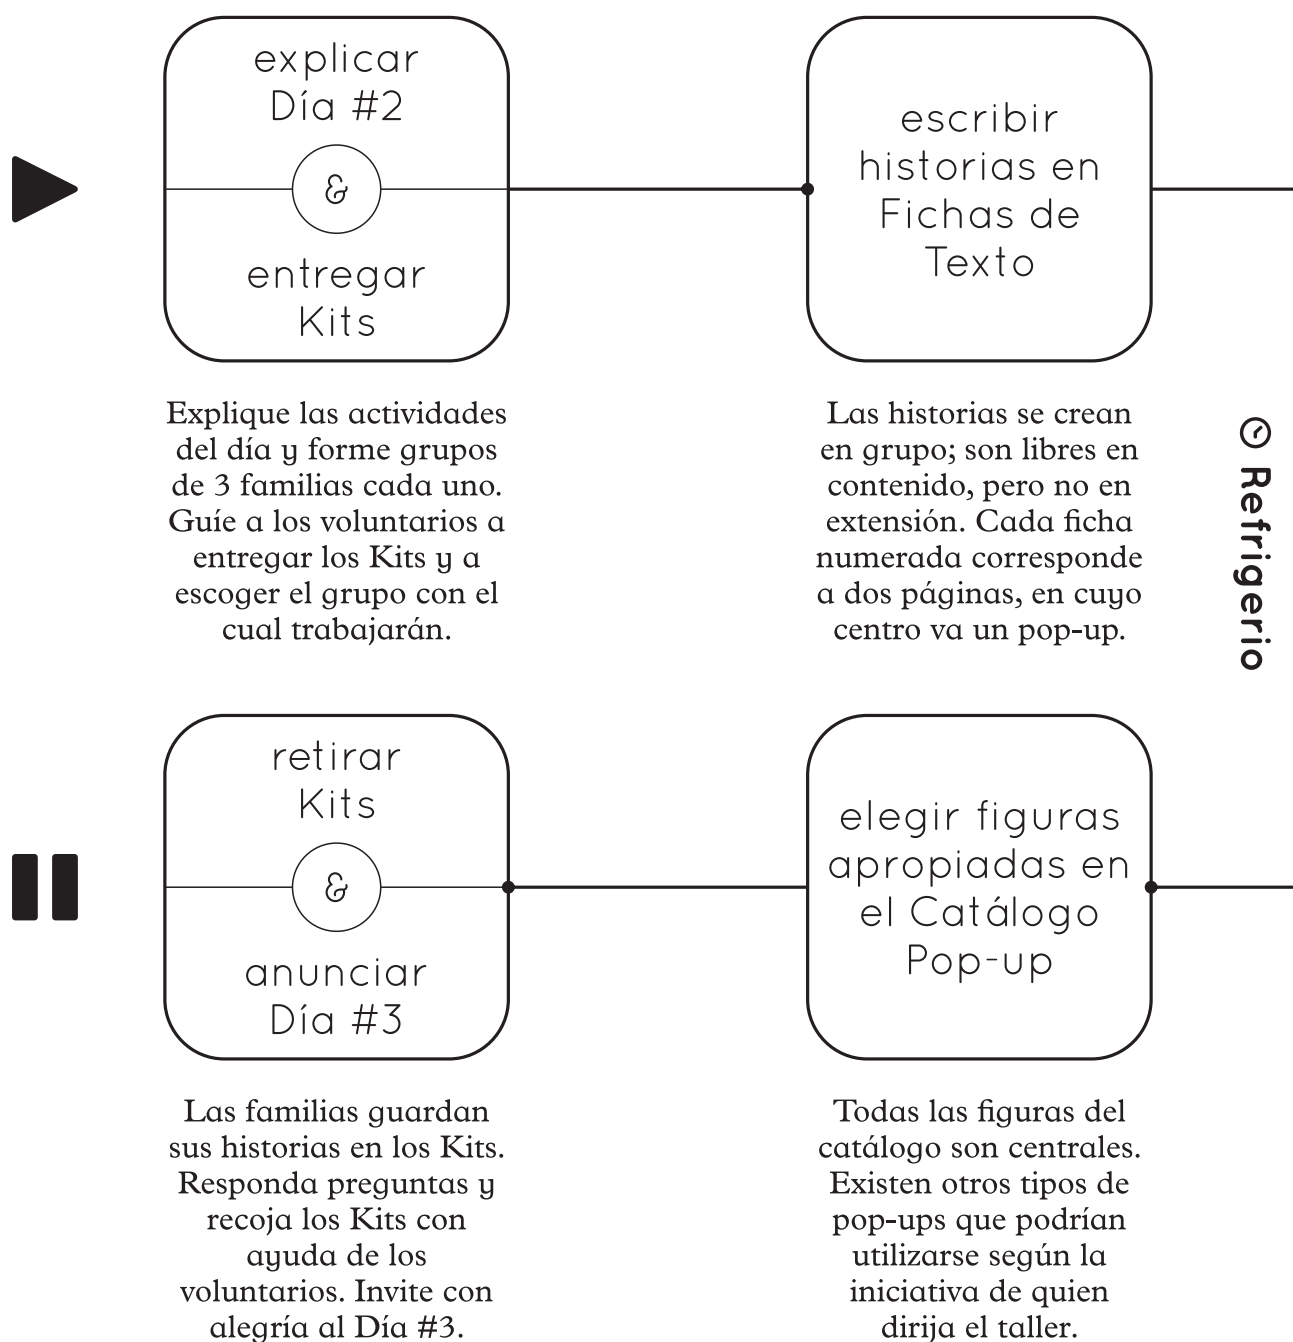 explicar
Día #2
&
entregar
Kits
Explique las actividades
del día y forme grupos
de 3 familias cada uno.
Guíe a los voluntarios a
entregar los Kits y a
escoger el grupo con el
cual trabajarán.
escribir
historias en
Fichas de
Texto
Las historias se crean
en grupo; son libres en
contenido, pero no en
extensión. Cada ficha
numerada corresponde
a dos páginas, en cuyo
centro va un pop-up.
Refrigerio
retirar
Kits
&
anunciar
Día #3
Las familias guardan
sus historias en los Kits.
Responda preguntas y
recoja los Kits con
ayuda de los
voluntarios. Invite con
alegría al Día #3.
elegir figuras
apropiadas en
el Catálogo
Pop-up
Todas las figuras del
catálogo son centrales.
Existen otros tipos de
pop-ups que podrían
utilizarse según la
iniciativa de quien
dirija el taller.